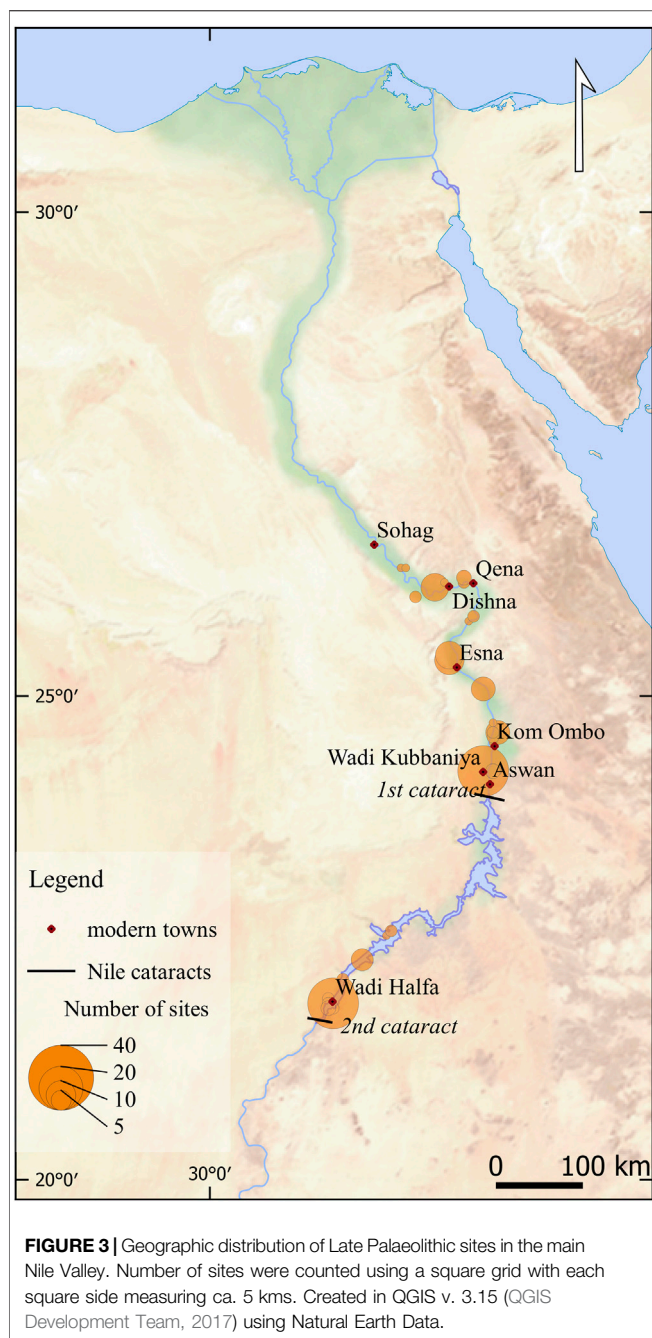 30°0'
Sohag
Qena
Dishna
Esna
25°0'
Kom Ombo
Wadi Kubbaniya
Aswan
1st cataract
Legend
modern towns
Nile cataracts
Number of sites
40
20
10
5
Wadi Halfa
2nd cataract
20°0'
30°0'
0 100 km
FIGURE 3 | Geographic distribution of Late Palaeolithic sites in the main
Nile Valley. Number of sites were counted using a square grid with each
square side measuring ca. 5 kms. Created in QGIS v. 3.15 (QGIS
Development Team, 2017) using Natural Earth Data.